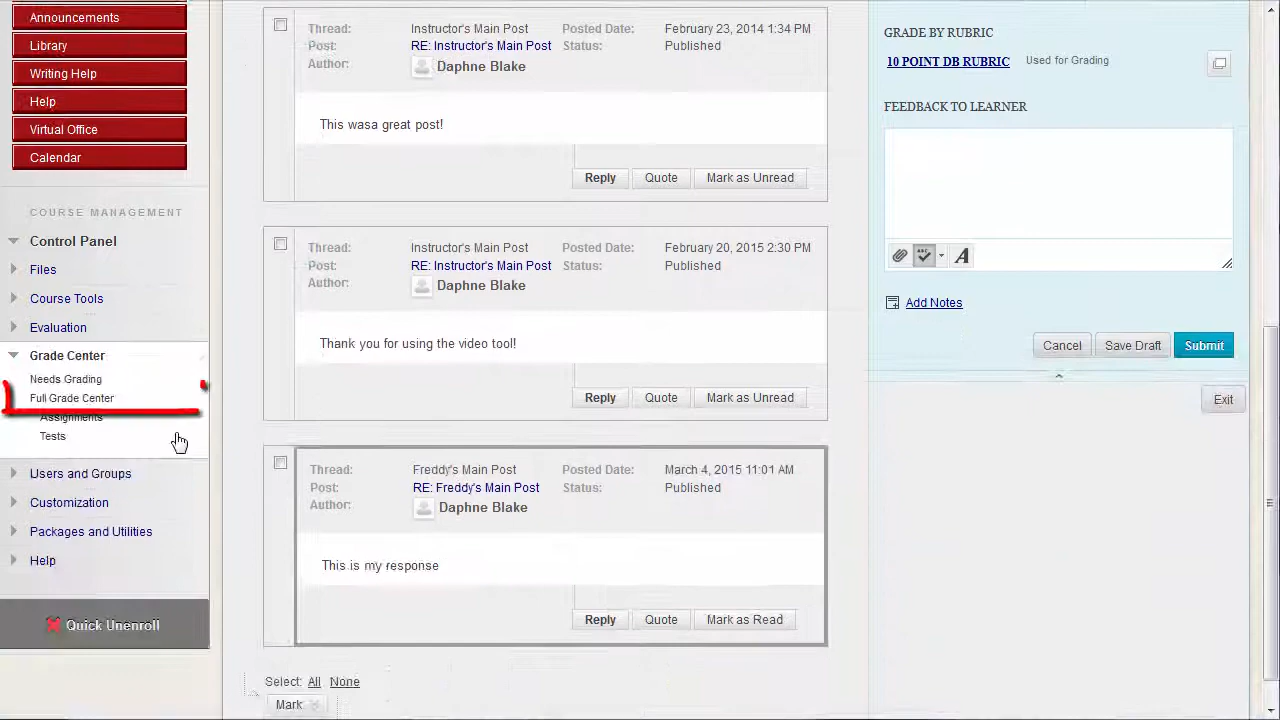 Announcements
Library
Writing Help
Help
Virtual Office
Calendar
COURSE MANAGEMENT
Control Panel
Files
Course Tools
Evaluation
Grade Center
Needs Grading
Full Grade Center
Assignments
Tests
Users and Groups
Customization
Packages and Utilities
Help
Quick Unenroll
Thread: Instructor's Main Post Posted Date: February 23, 2014 1:34 PM
Post: RE: Instructor's Main Post Status: Published
Author: Daphne Blake
This wasa great post!
Reply Quote Mark as Unread
Thread: Instructor's Main Post Posted Date: February 20, 2015 2:30 PM
Post: RE: Instructor's Main Post Status: Published
Author: Daphne Blake
Thank you for using the video tool!
Reply Quote Mark as Unread
Thread: Freddy's Main Post Posted Date: March 4, 2015 11:01 AM
Post: RE: Freddy's Main Post Status: Published
Author: Daphne Blake
This is my response
Reply Quote Mark as Read
Select: All None
Mark
GRADE BY RUBRIC
10 POINT DB RUBRIC Used for Grading
FEEDBACK TO LEARNER
ABC
A
Add Notes
Cancel Save Draft Submit
Exit